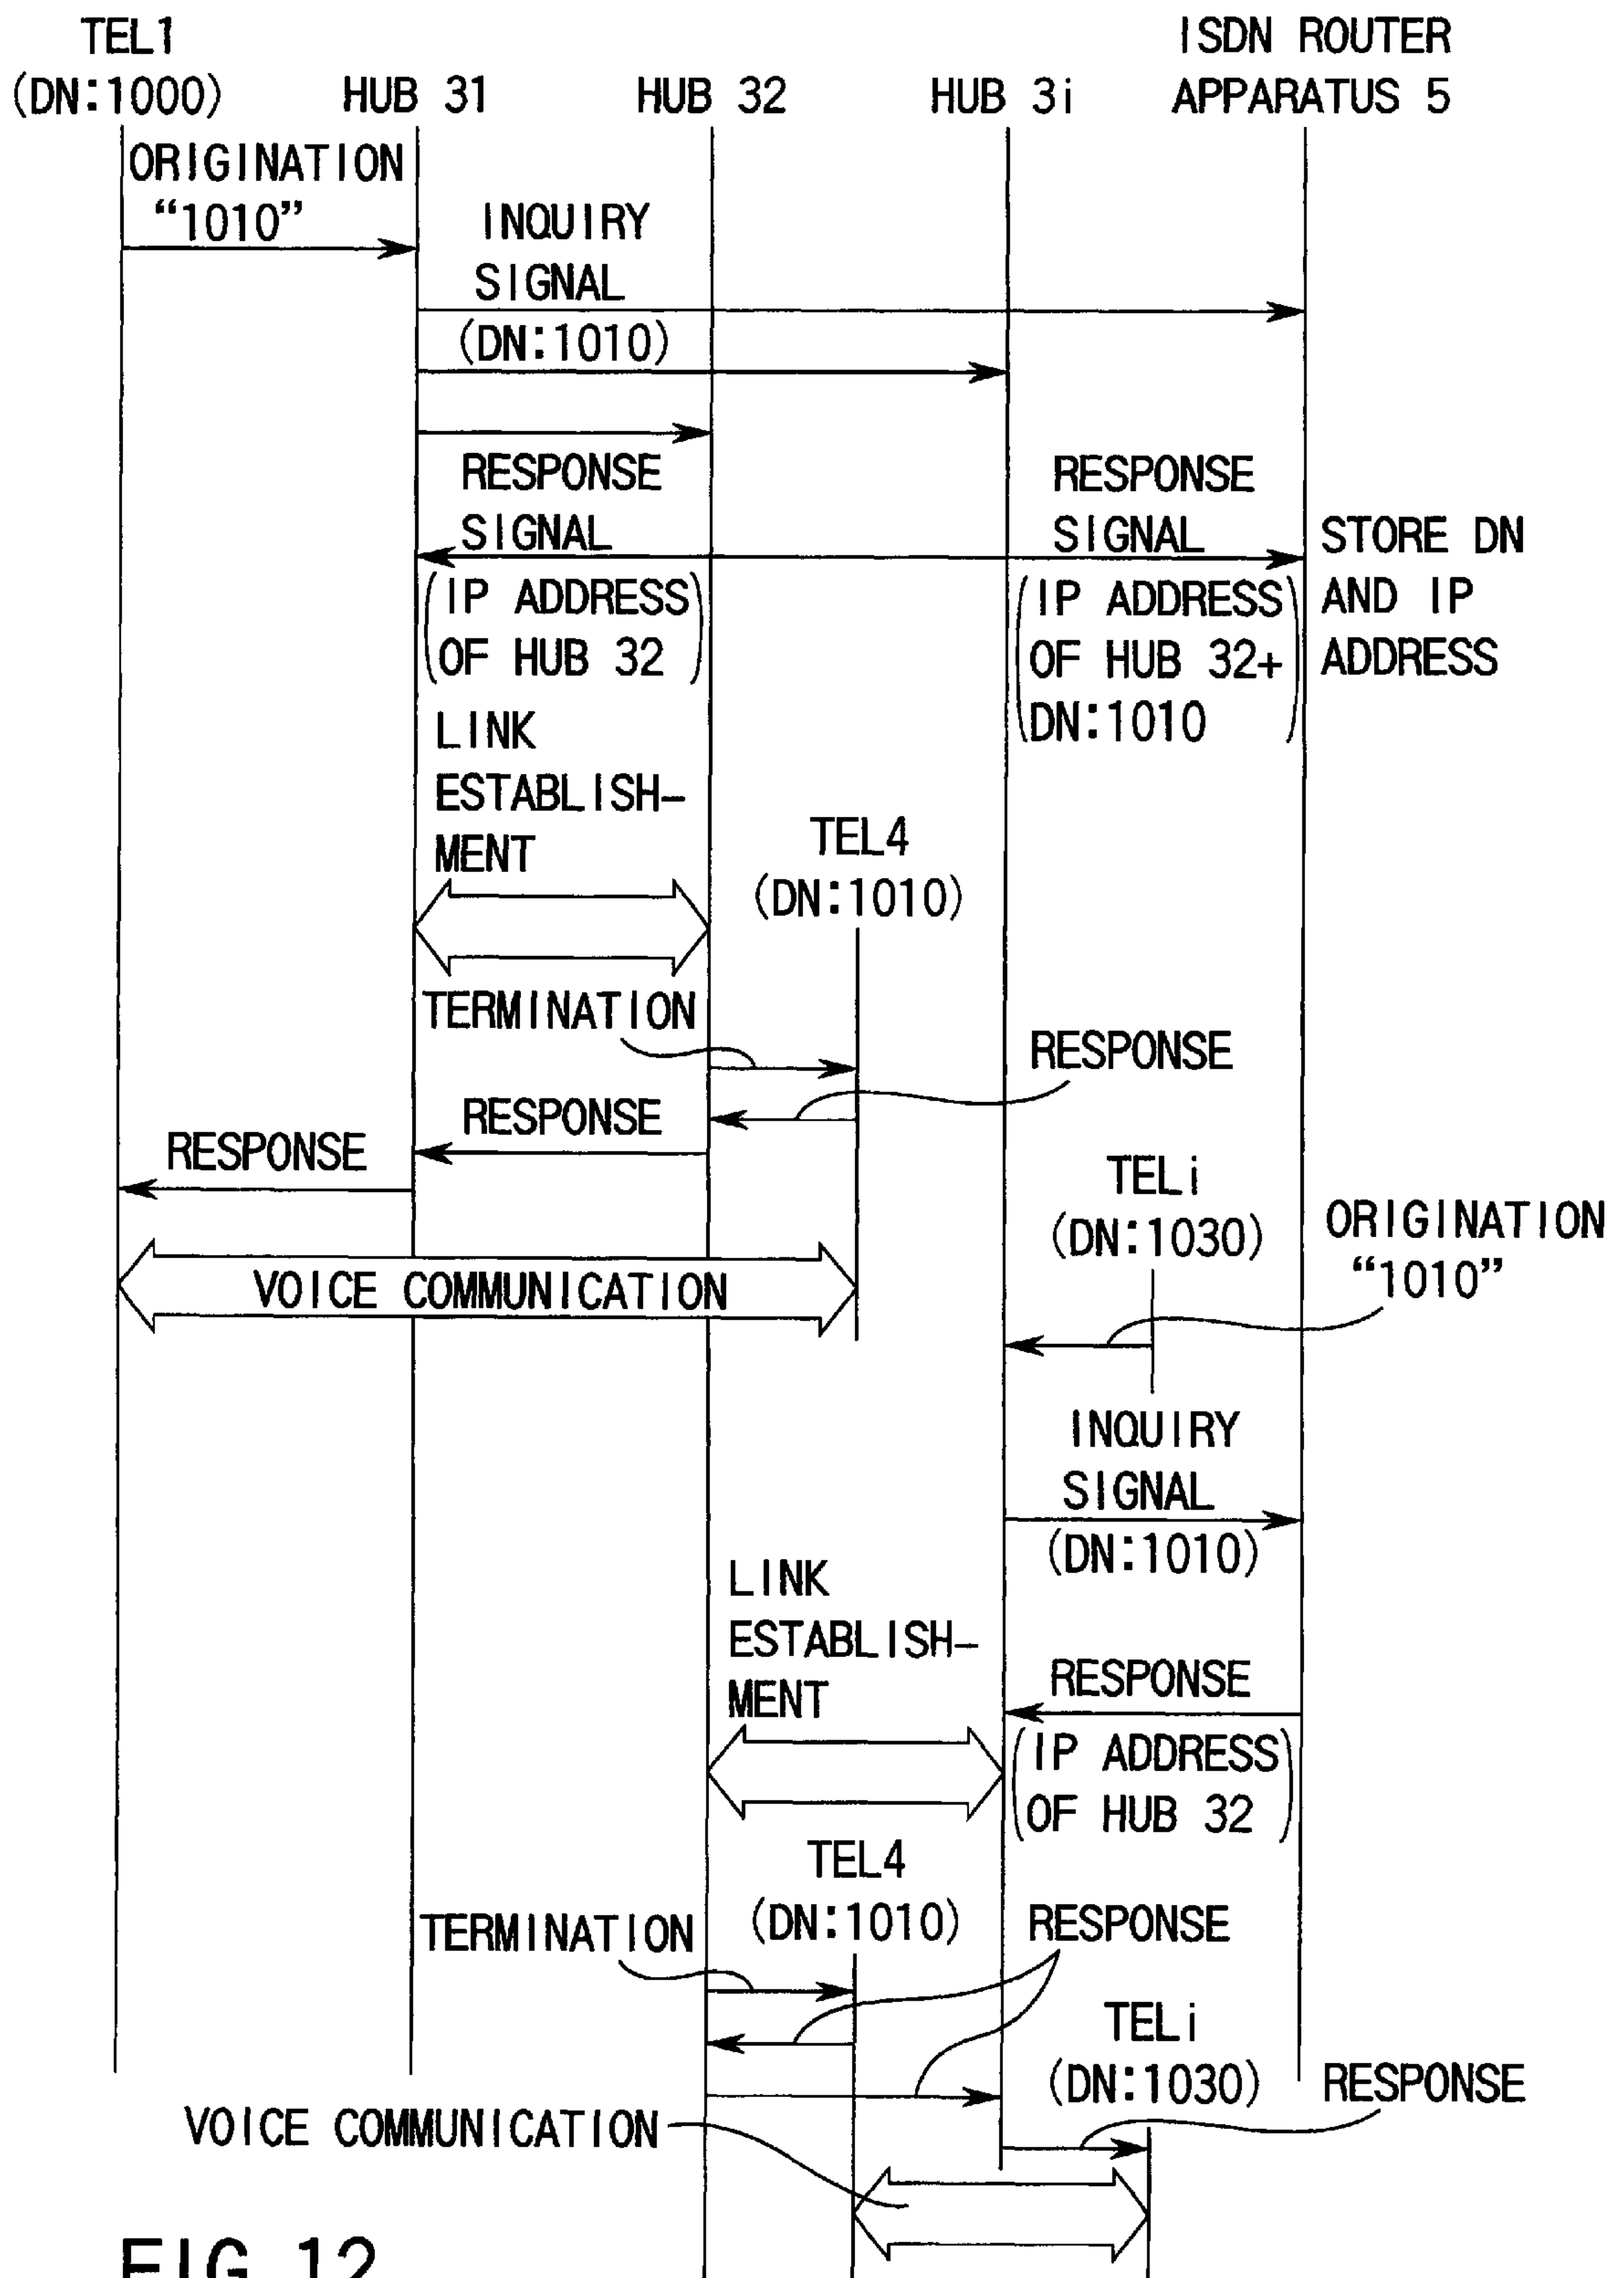 TEL1
(DN:1000)
HUB 31
HUB 32
HUB 3i
ISDN ROUTER
APPARATUS 5
ORIGINATION
“1010”
INQUIRY
SIGNAL
(DN:1010)
RESPONSE
SIGNAL
(IP ADDRESS
OF HUB 32)
RESPONSE
SIGNAL
(IP ADDRESS
OF HUB 32+
DN:1010)
STORE DN
AND IP
ADDRESS
LINK
ESTABLISH-
MENT
TEL4
(DN:1010)
TERMINATION
RESPONSE
RESPONSE
RESPONSE
VOICE COMMUNICATION
TELi
(DN:1030)
ORIGINATION
“1010”
INQUIRY
SIGNAL
(DN:1010)
LINK
ESTABLISH-
MENT
RESPONSE
(IP ADDRESS
OF HUB 32)
TEL4
(DN:1010)
TERMINATION
RESPONSE
TELi
(DN:1030)
RESPONSE
VOICE COMMUNICATION
FIG.12